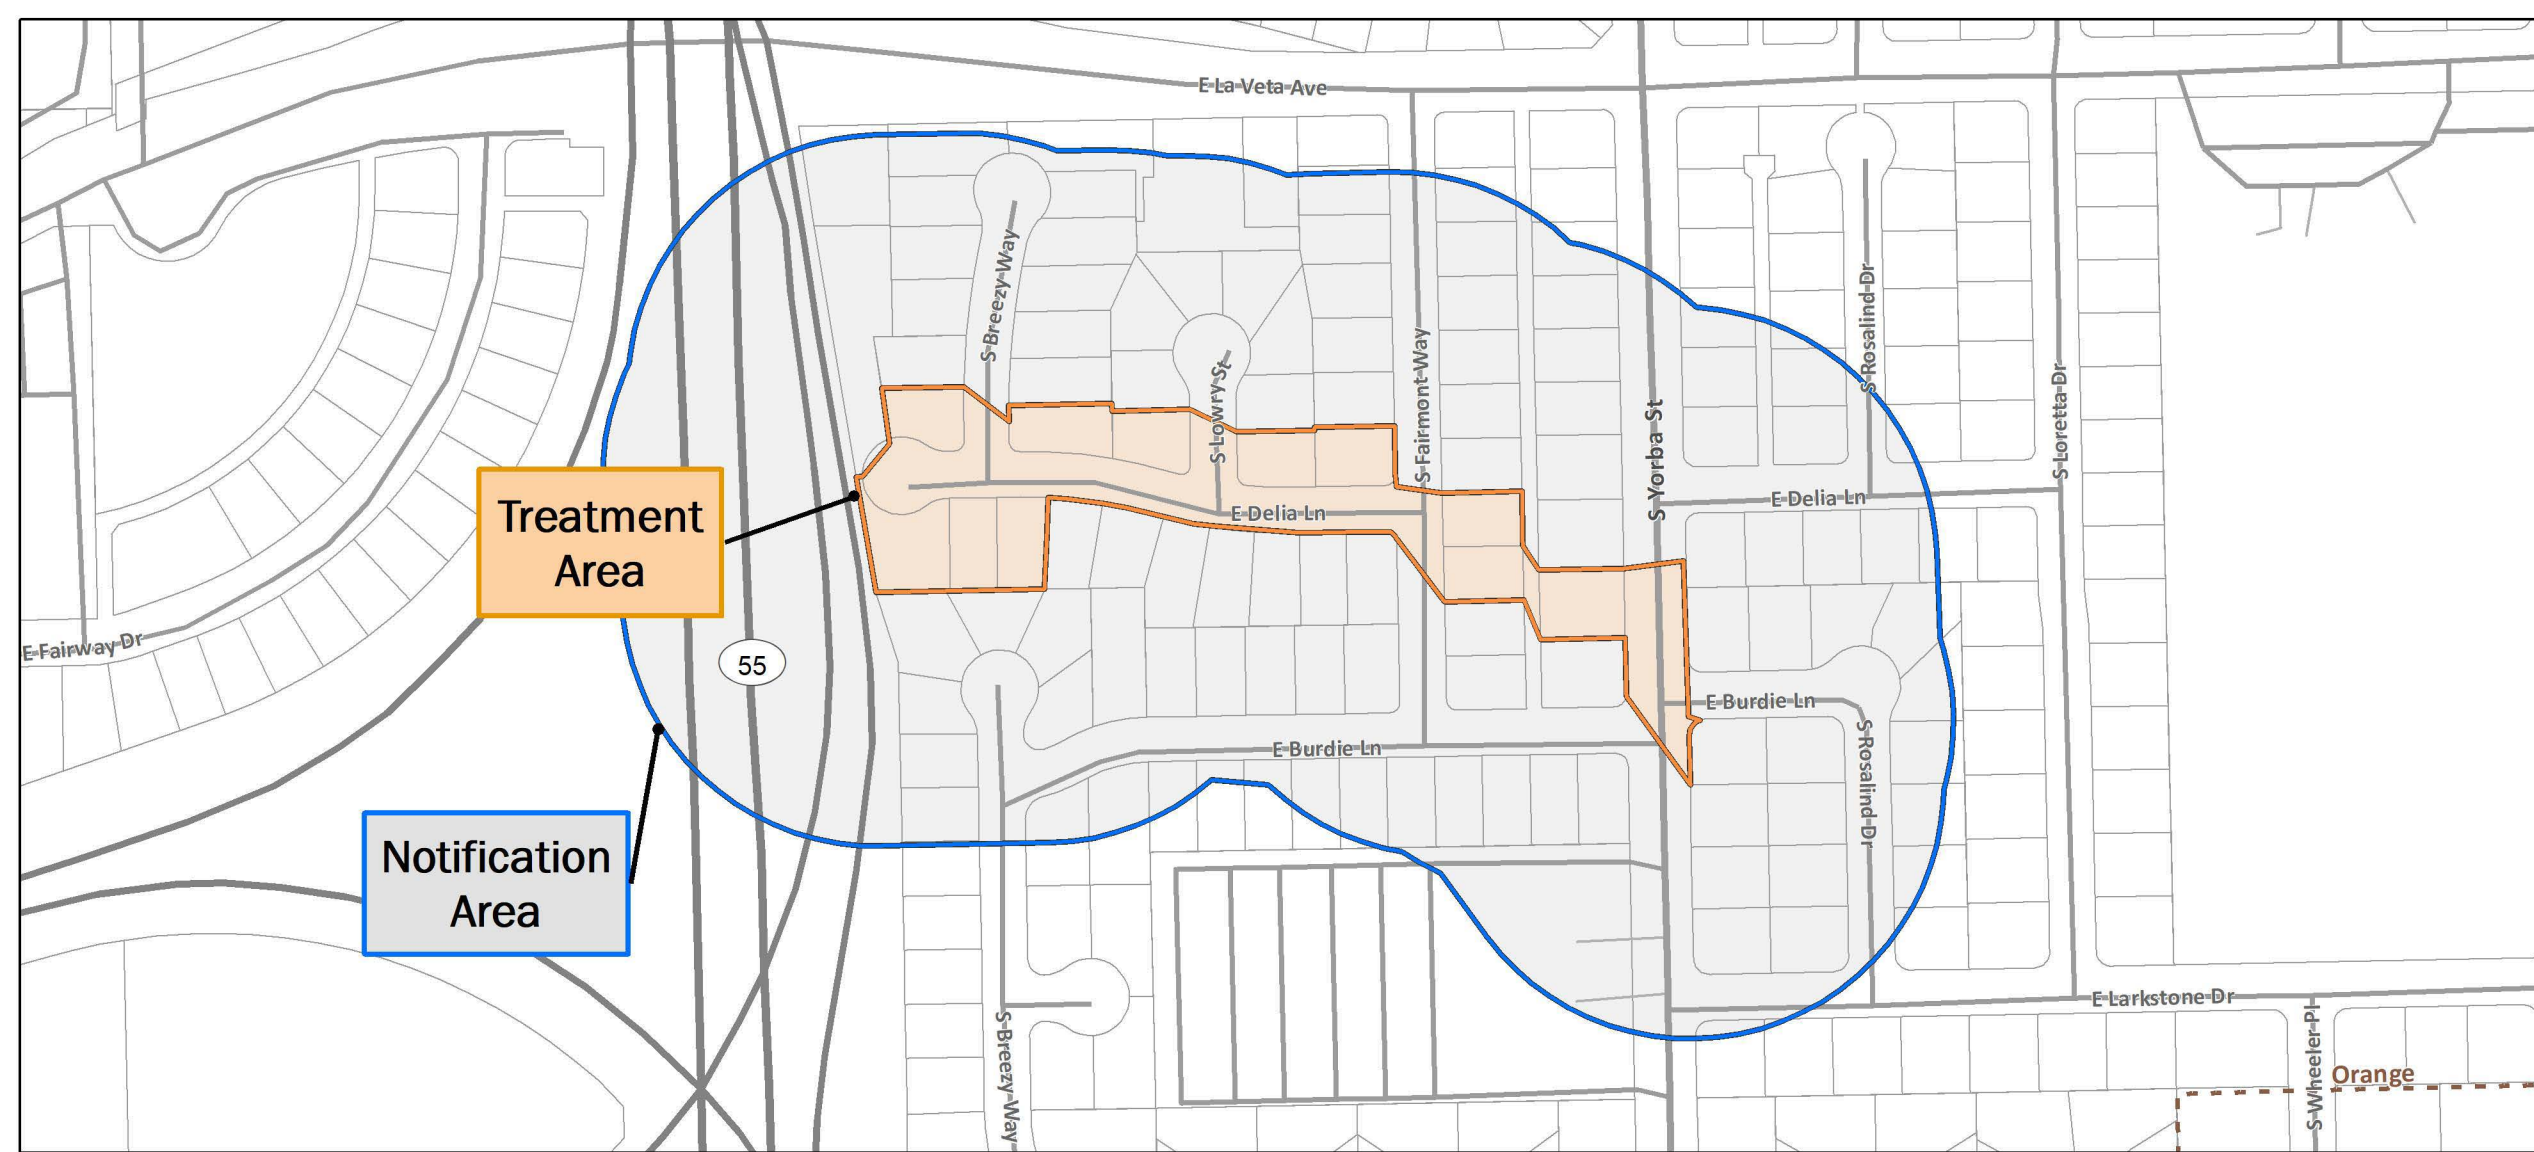 E La Veta Ave
S Breezy Way
S Lowry St
S Fairmont Way
S Yorba St
S Rosalind Dr
S Loretta Dr
Treatment
Area
E Delia Ln
E Delia Ln
E Fairway Dr
55
E Burdie Ln
E Burdie Ln
S Rosalind Dr
Notification
Area
S Breezy Way
E Larkstone Dr
S Wheeler Pl
Orange